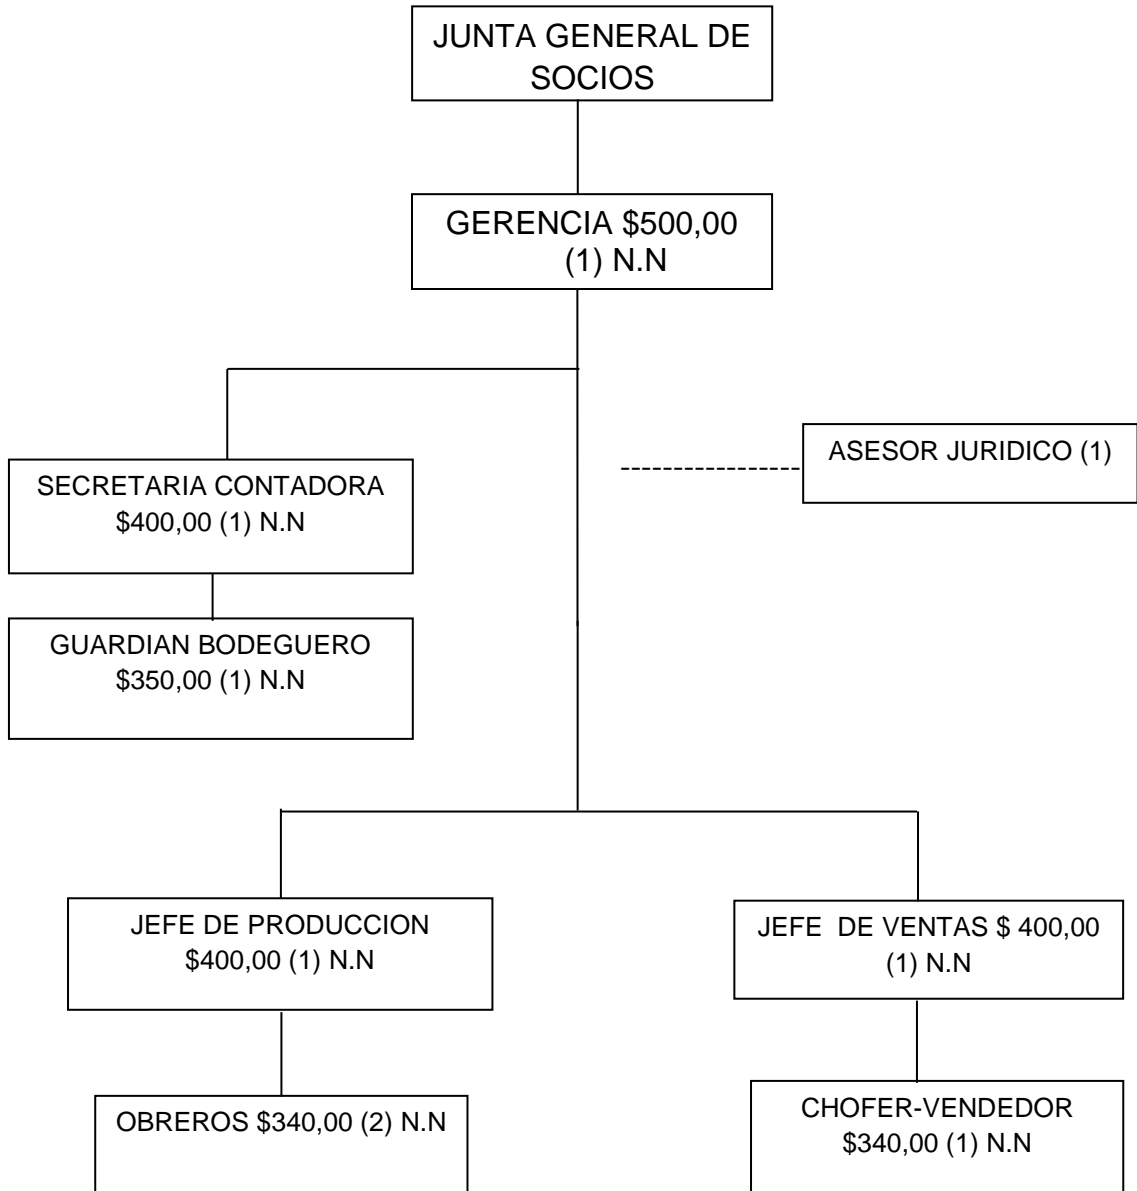 JUNTA GENERAL DE
SOCIOS
GERENCIA $500,00
(1) N.N
ASESOR JURIDICO (1)
SECRETARIA CONTADORA
$400,00 (1) N.N
GUARDIAN BODEGUERO
$350,00 (1) N.N
JEFE DE PRODUCCION
$400,00 (1) N.N
JEFE DE VENTAS $ 400,00
(1) N.N
OBREROS $340,00 (2) N.N
CHOFER-VENDEDOR
$340,00 (1) N.N